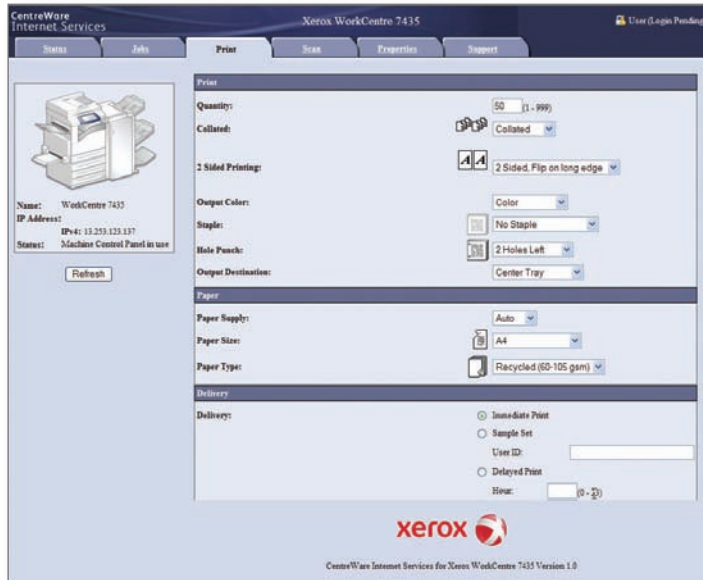 CentreWare
Internet Services
Xerox WorkCentre 7435
User (Login Pending
Status
Jobs
Print
Scan
Properties
Support
Name: WorkCentre 7435
IP Address:
IPv4: 13.253.123.137
Status: Machine Control Panel in use
Refresh
Print
Quantity: 50 (1 - 999)
Collated: Collated
2 Sided Printing: 2 Sided, Flip on long edge
Output Color: Color
Staple: No Staple
Hole Punch: 2 Holes Left
Output Destination: Center Tray
Paper
Paper Supply: Auto
Paper Size: A4
Paper Type: Recycled (60-105 gsm)
Delivery
Delivery: Immediate Print
Sample Set
User ID:
Delayed Print
Hour: (0 - 23)
xerox
CentreWare Internet Services for Xerox WorkCentre 7435 Version 1.0